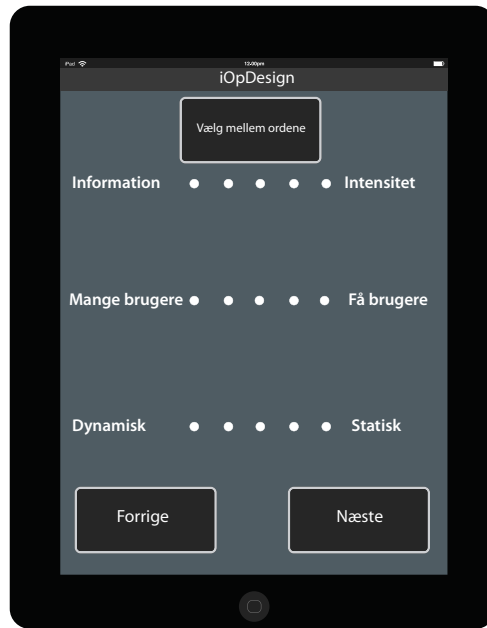 iPad 12.00pm
iOpDesign
Vælg mellem ordene
Information Intensitet
Mange brugere Få brugere
Dynamisk Statisk
Forrige Næste